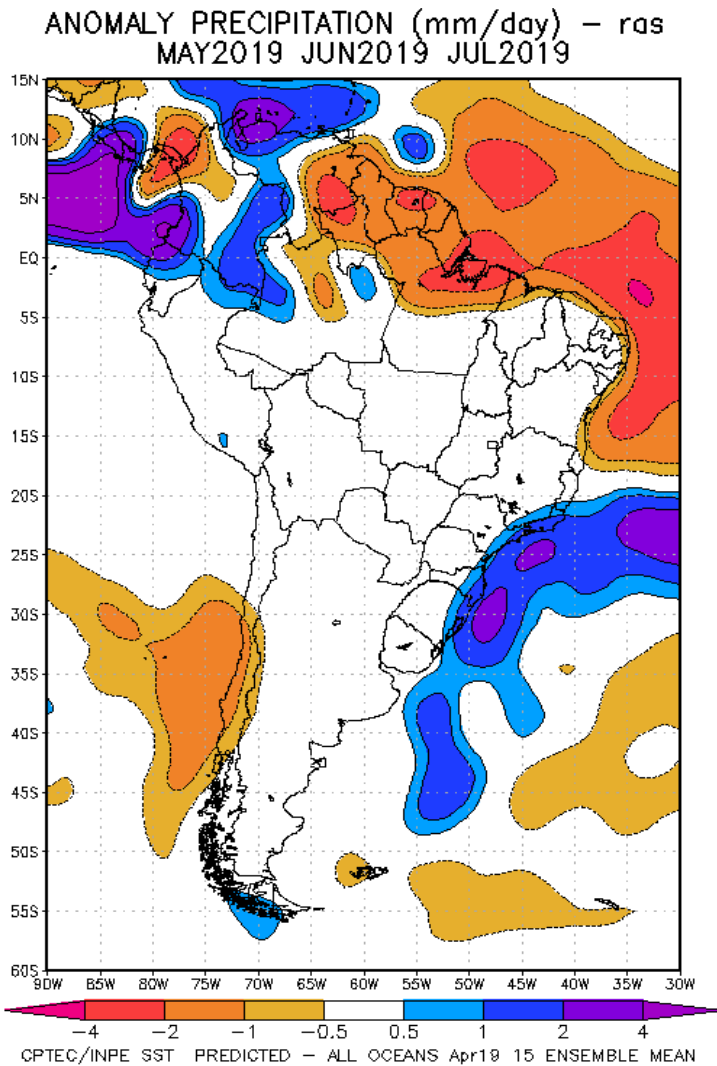 ANOMALY PRECIPITATION (mm/day) – ras
MAY2019 JUN2019 JUL2019
15N
10N
5N
EQ
5S
10S
15S
20S
25S
30S
35S
40S
45S
50S
55S
60S
90W 85W 80W 75W 70W 65W 60W 55W 50W 45W 40W 35W 30W
−4 −2 −1 −0.5 0.5 1 2 4
CPTEC/INPE SST PREDICTED – ALL OCEANS Apr19 15 ENSEMBLE MEAN